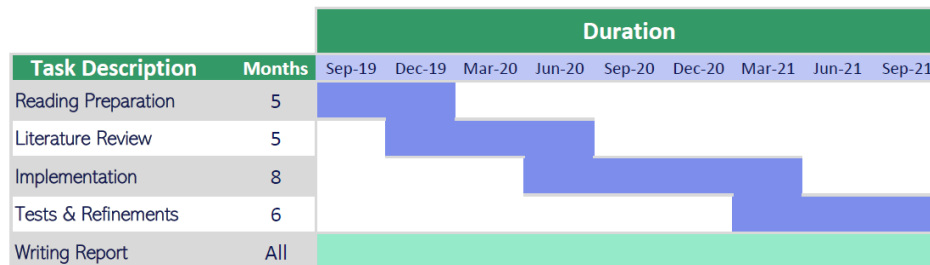 Duration
Task Description Months Sep-19 Dec-19 Mar-20 Jun-20 Sep-20 Dec-20 Mar-21 Jun-21 Sep-21
Reading Preparation 5
Literature Review 5
Implementation 8
Tests & Refinements 6
Writing Report All